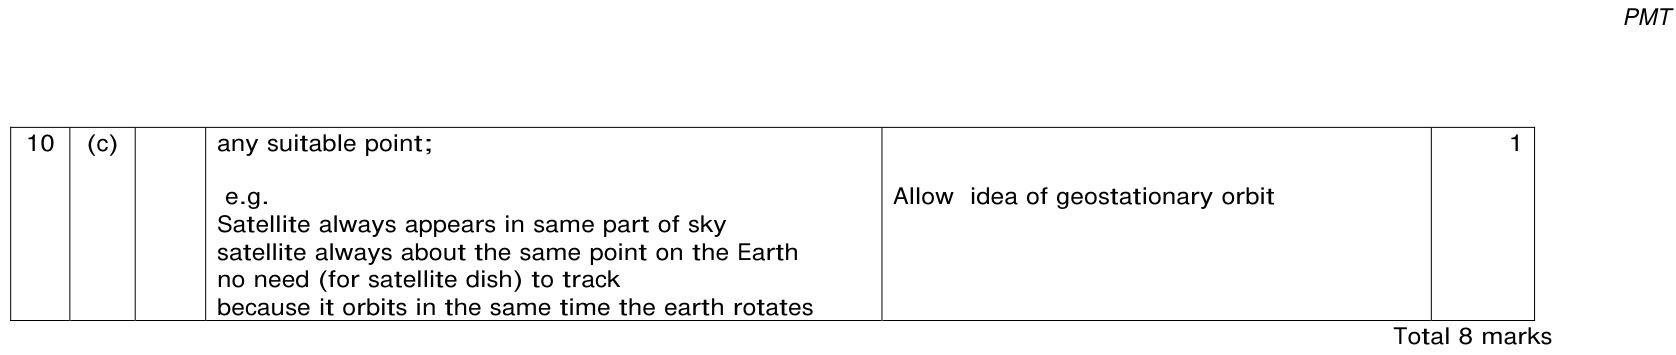 PMT
10 (c) any suitable point; 1
e.g. Allow idea of geostationary orbit
Satellite always appears in same part of sky
satellite always about the same point on the Earth
no need (for satellite dish) to track
because it orbits in the same time the earth rotates
Total 8 marks